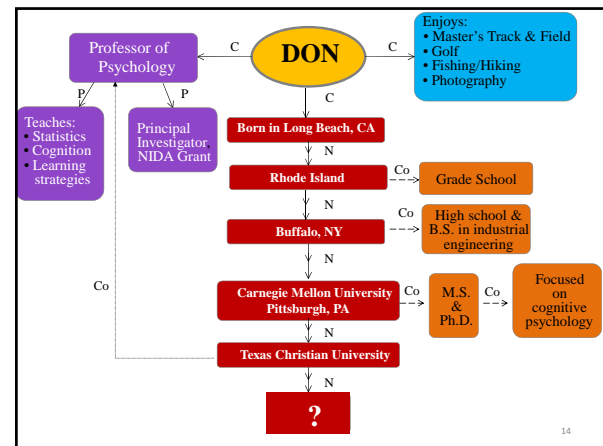 DON
C
C
C
Professor of
Psychology
Enjoys:
• Master's Track & Field
• Golf
• Fishing/Hiking
• Photography
P
P
Teaches:
• Statistics
• Cognition
• Learning
strategies
Principal
Investigator,
NIDA Grant
Born in Long Beach, CA
N
Rhode Island
Co
Grade School
N
Buffalo, NY
Co
High school &
B.S. in industrial
engineering
N
Co
Carnegie Mellon University
Pittsburgh, PA
Co
M.S.
&
Ph.D.
Co
Focused
on
cognitive
psychology
N
Texas Christian University
N
?
14